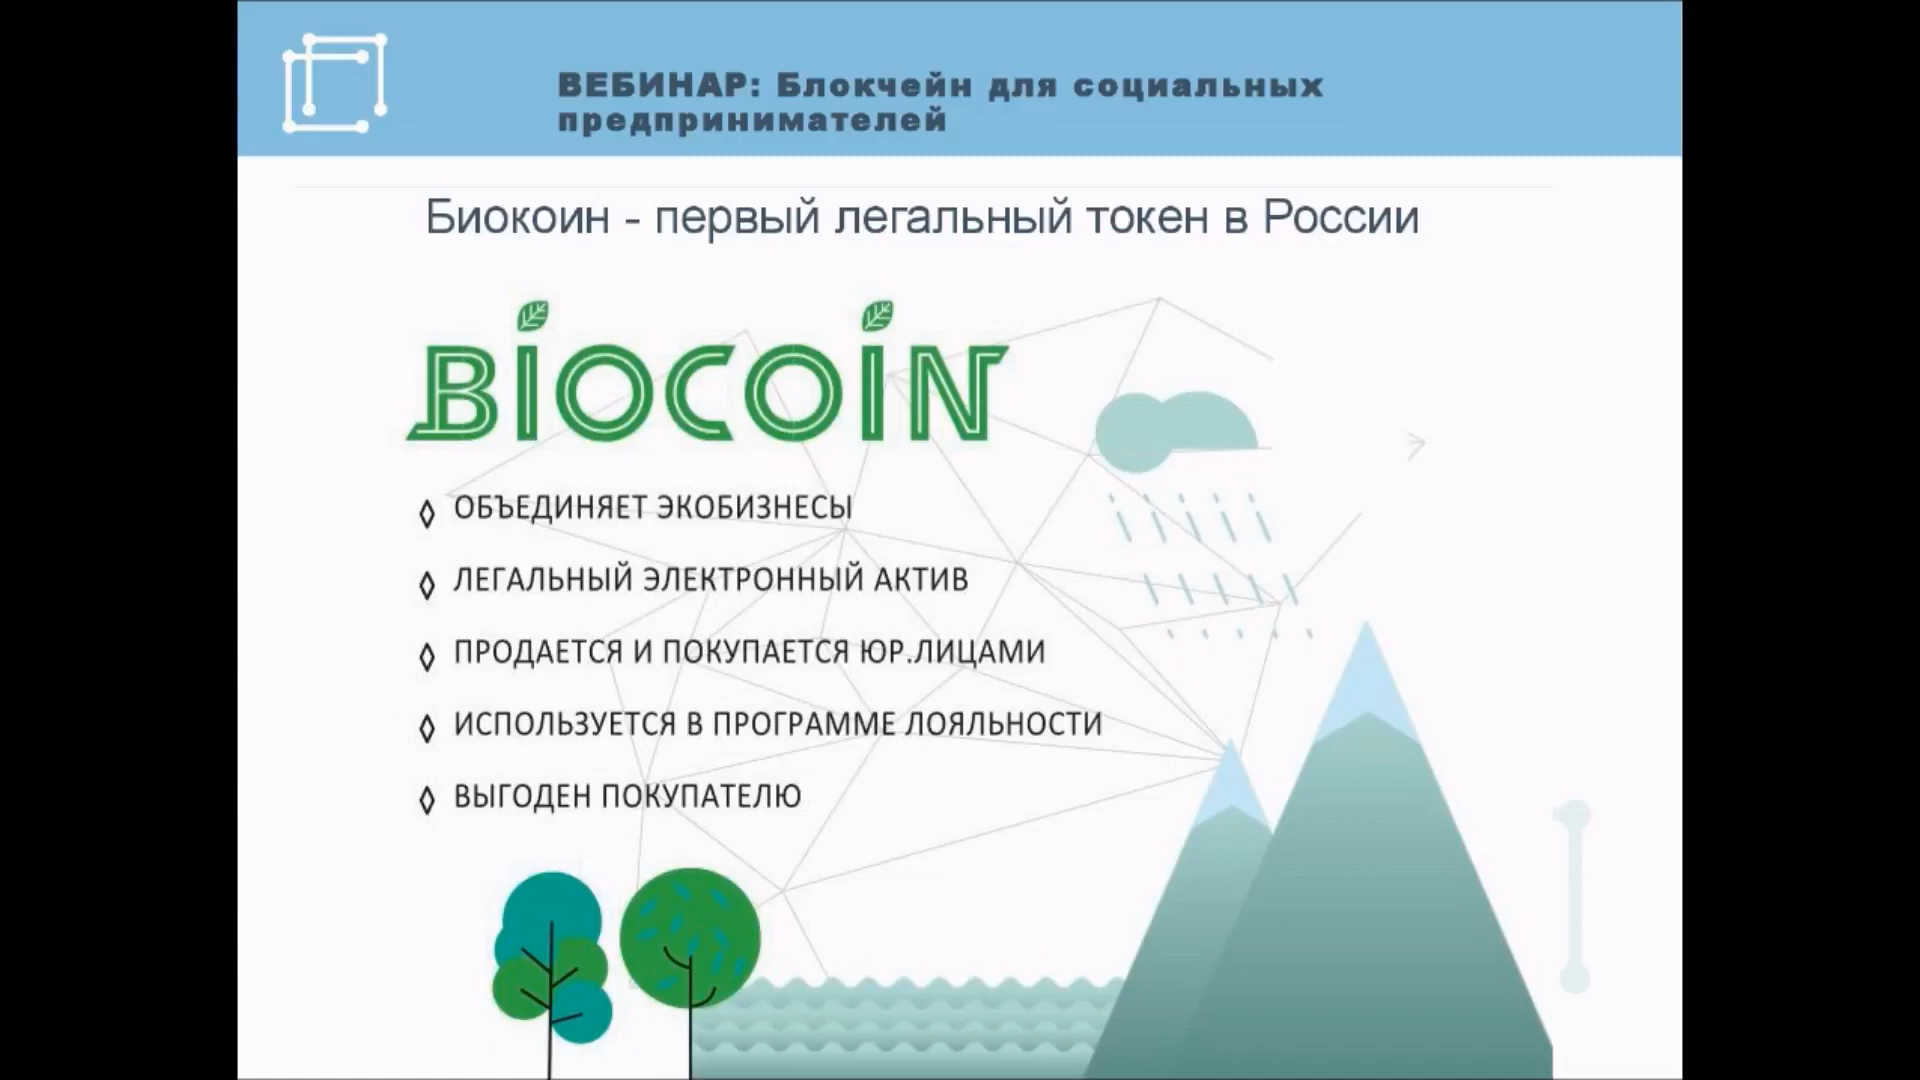 ВЕБИНАР: Блокчейн для социальных
предпринимателей
Биокоин - первый легальный токен в России
BIOCOIN
◊ ОБЪЕДИНЯЕТ ЭКОБИЗНЕСЫ
◊ ЛЕГАЛЬНЫЙ ЭЛЕКТРОННЫЙ АКТИВ
◊ ПРОДАЕТСЯ И ПОКУПАЕТСЯ ЮР.ЛИЦАМИ
◊ ИСПОЛЬЗУЕТСЯ В ПРОГРАММЕ ЛОЯЛЬНОСТИ
◊ ВЫГОДЕН ПОКУПАТЕЛЮ